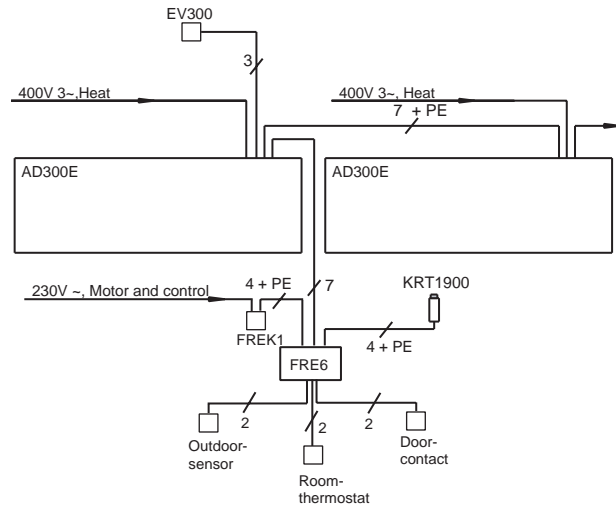 EV300
3
400V 3~,Heat
400V 3~, Heat
7 + PE
AD300E
AD300E
230V ~, Motor and control
4 + PE
7
KRT1900
FREK1
4 + PE
FRE6
2
2
2
Outdoor-
sensor
Door-
contact
Room-
thermostat